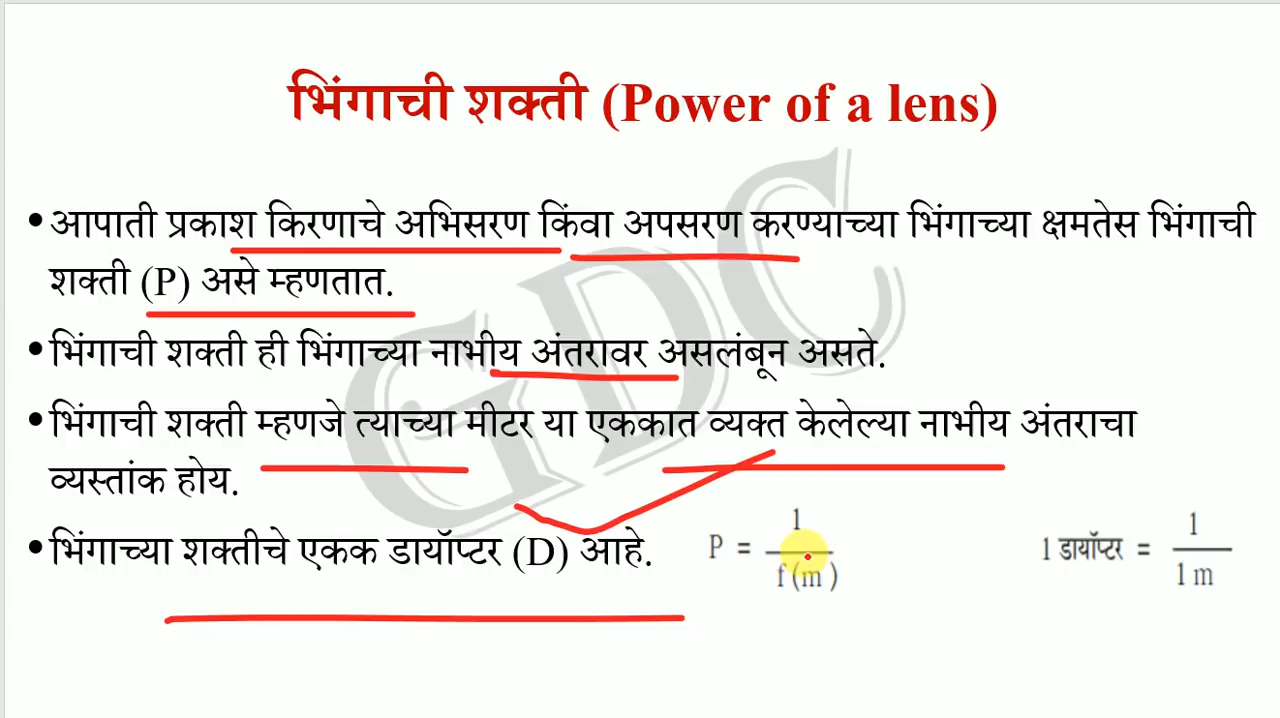 भिंगाची शक्ती (Power of a lens)
• आपाती प्रकाश किरणाचे अभिसरण किंवा अपसरण करण्याच्या भिंगाच्या क्षमतेस भिंगाची
शक्ती (P) असे म्हणतात.
• भिंगाची शक्ती ही भिंगाच्या नाभीय अंतरावर असलंबून असते.
• भिंगाची शक्ती म्हणजे त्याच्या मीटर या एककात व्यक्त केलेल्या नाभीय अंतराचा
व्यस्तांक होय.
• भिंगाच्या शक्तीचे एकक डायॉप्टर (D) आहे.
P = 1 / f (m)
1 डायॉप्टर = 1 / 1 m
GDC